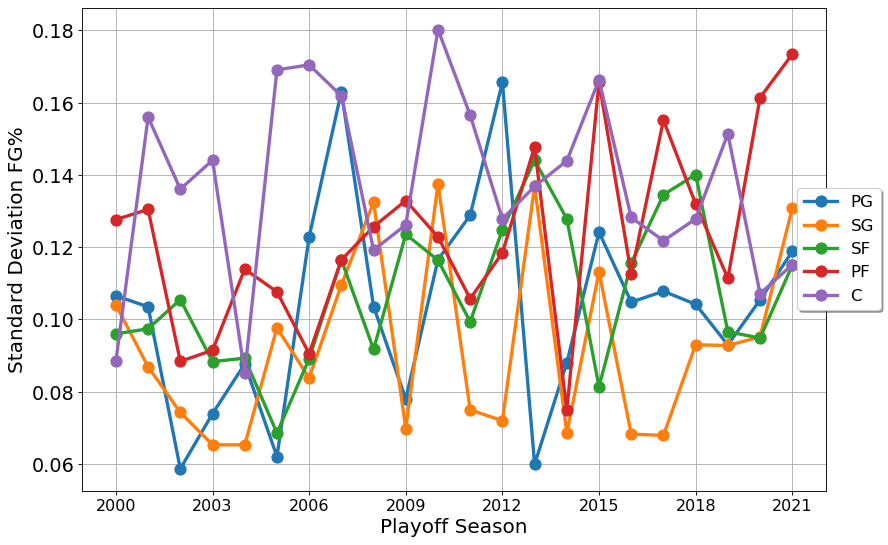 Standard Deviation FG%
0.18
0.16
0.14
0.12
0.10
0.08
0.06
2000 2003 2006 2009 2012 2015 2018 2021
Playoff Season
PG
SG
SF
PF
C